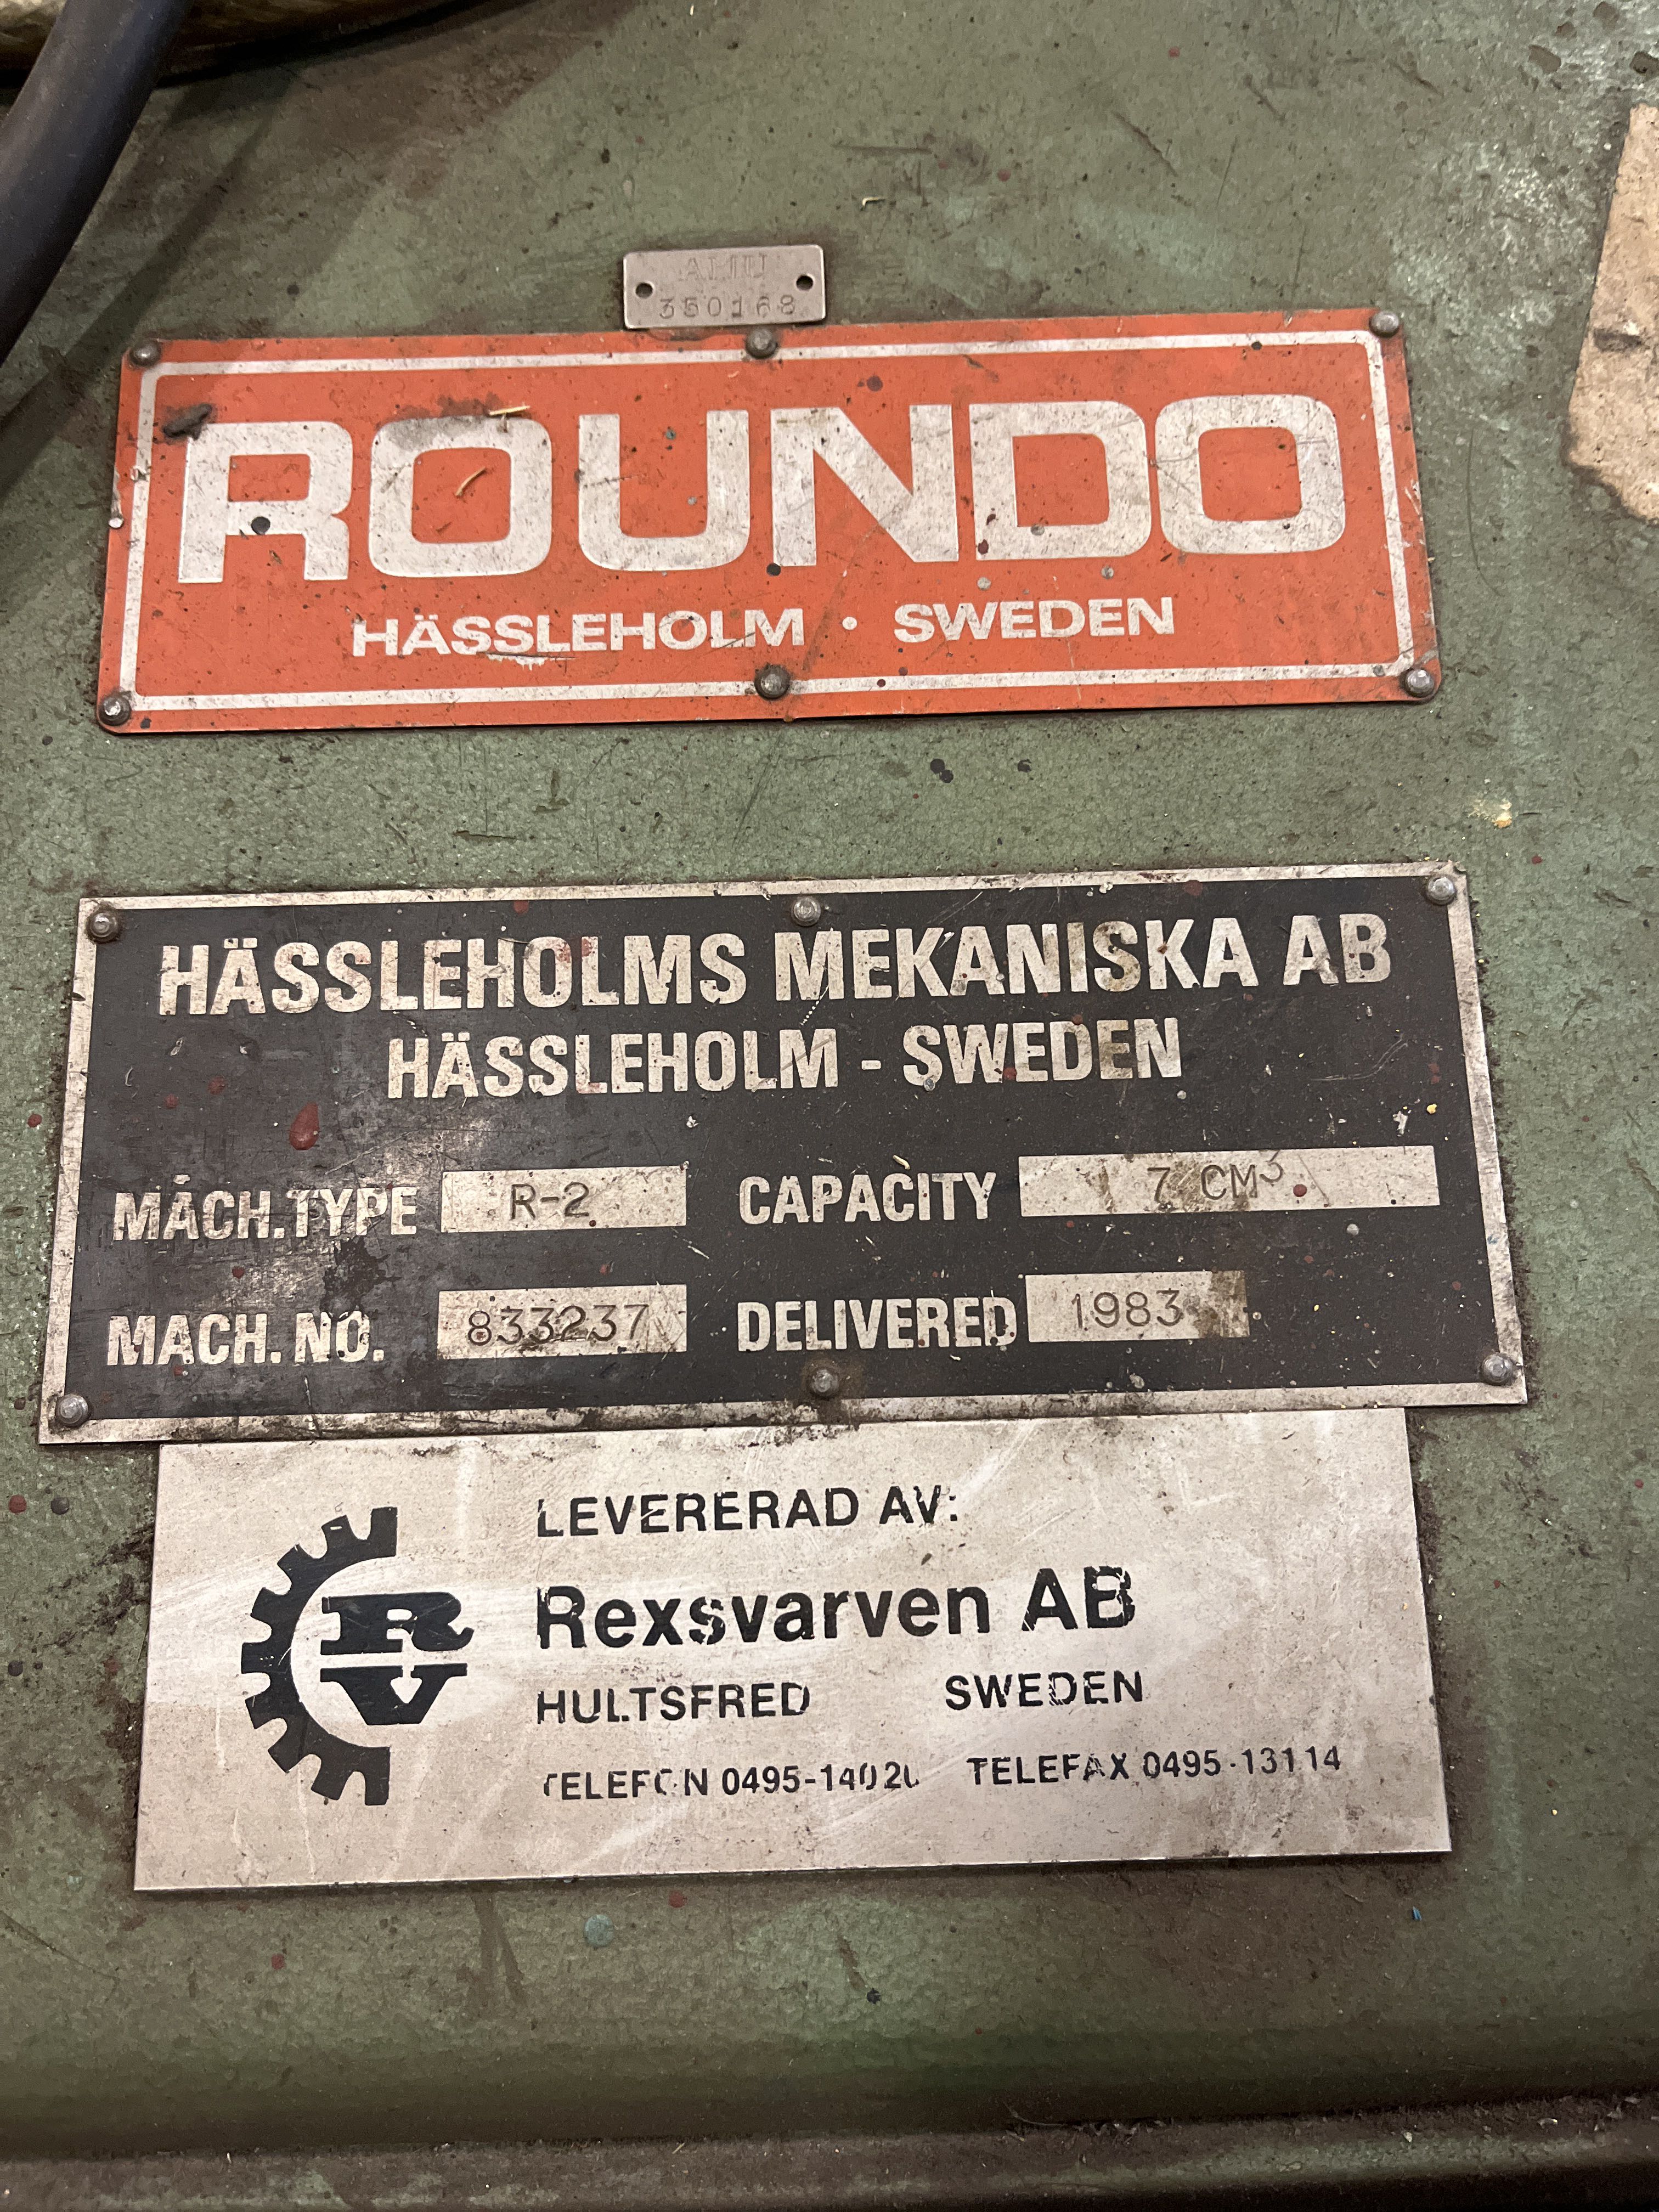 AMU
350168
ROUNDO
HÄSSLEHOLM • SWEDEN
HÄSSLEHOLMS MEKANISKA AB
HÄSSLEHOLM - SWEDEN
MACH. TYPE R-2 CAPACITY 7 CM³
MACH. NO. 833237 DELIVERED 1983
RV
LEVERERAD AV:
Rexsvarven AB
HULTSFRED SWEDEN
TELEFON 0495-14020 TELEFAX 0495-13114